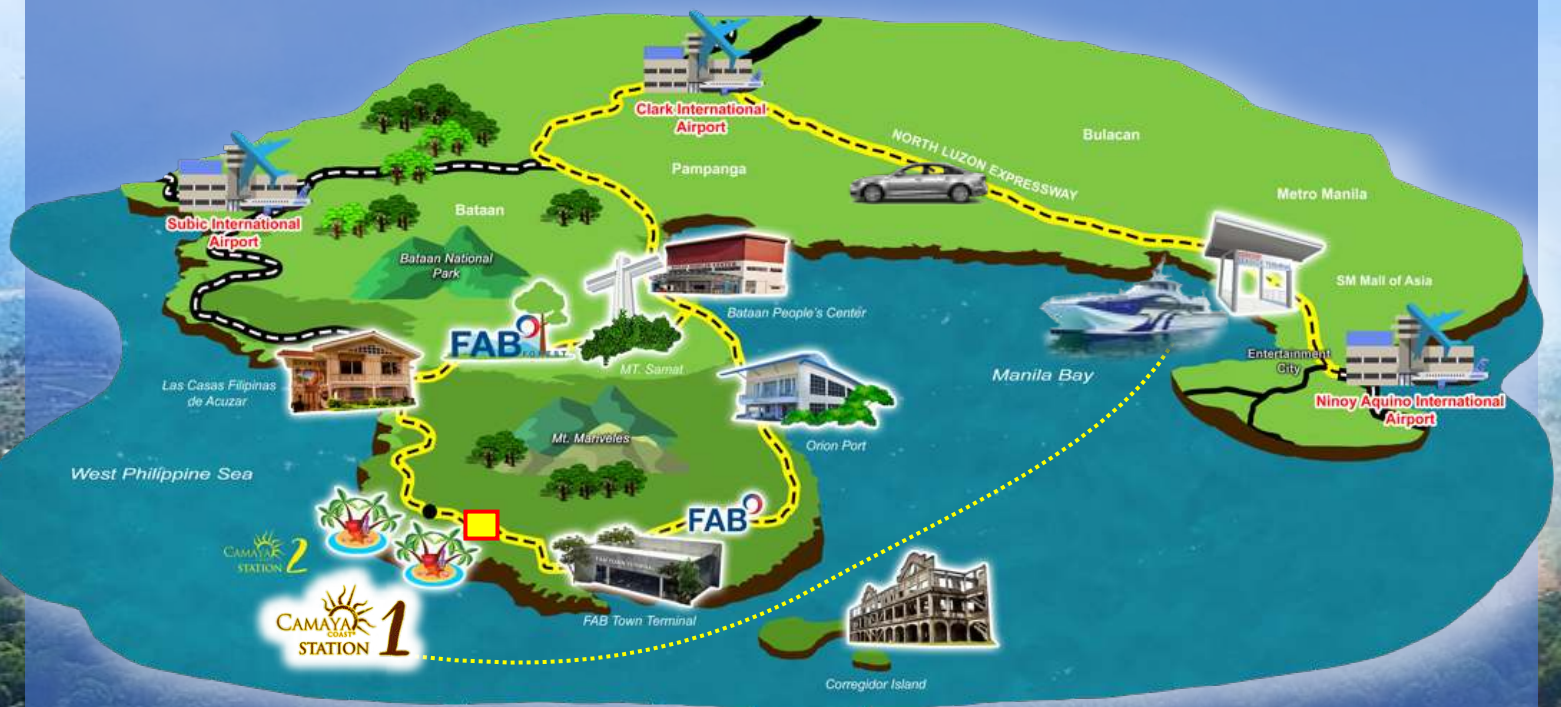 Clark International
Airport
NORTH LUZON EXPRESSWAY
Bulacan
Pampanga
Metro Manila
Subic International
Airport
Bataan
Bataan National
Park
SM Mall of Asia
Bataan People's Center
FAB
FOREST
MT. Samat
Las Casas Filipinas
de Acuzar
Manila Bay
Entertainment
City
Ninoy Aquino International
Airport
Orion Port
Mt. Mariveles
West Philippine Sea
FAB
CAMAYA
STATION 2
FAB Town Terminal
CAMAYA
COAST
STATION 1
Corregidor Island